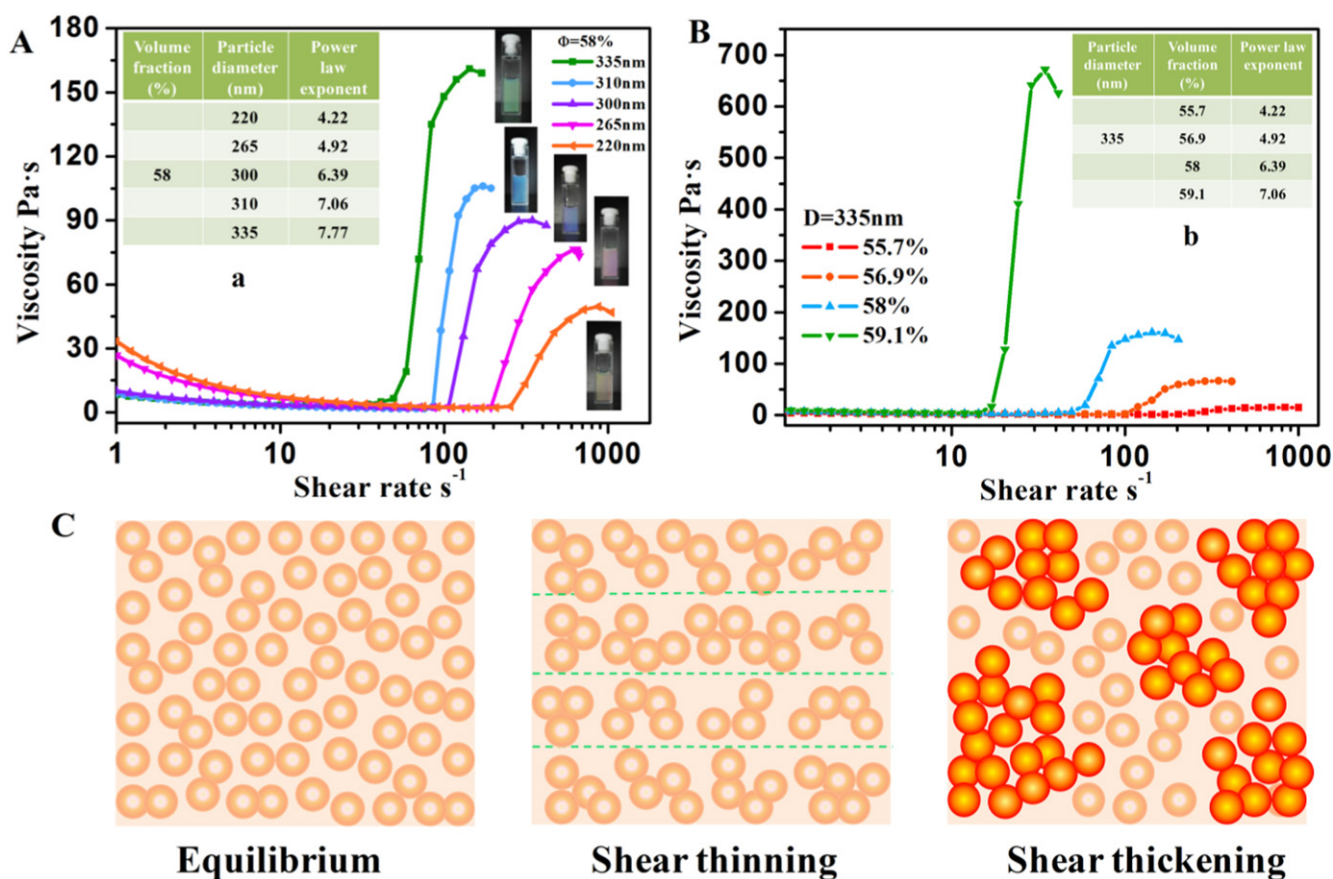 A
180
150
120
90
60
30
0
Viscosity Pa·s
1
10
100
1000
Shear rate s⁻¹
Volume fraction (%) Particle diameter (nm) Power law exponent
220 4.22
265 4.92
58 300 6.39
310 7.06
335 7.77
a
Φ=58%
335nm
310nm
300nm
265nm
220nm
B
700
600
500
400
300
200
100
0
Viscosity Pa·s
10
100
1000
Shear rate s⁻¹
Particle diameter (nm) Volume fraction (%) Power law exponent
55.7 4.22
335 56.9 4.92
58 6.39
59.1 7.06
b
D=335nm
55.7%
56.9%
58%
59.1%
C
Equilibrium
Shear thinning
Shear thickening